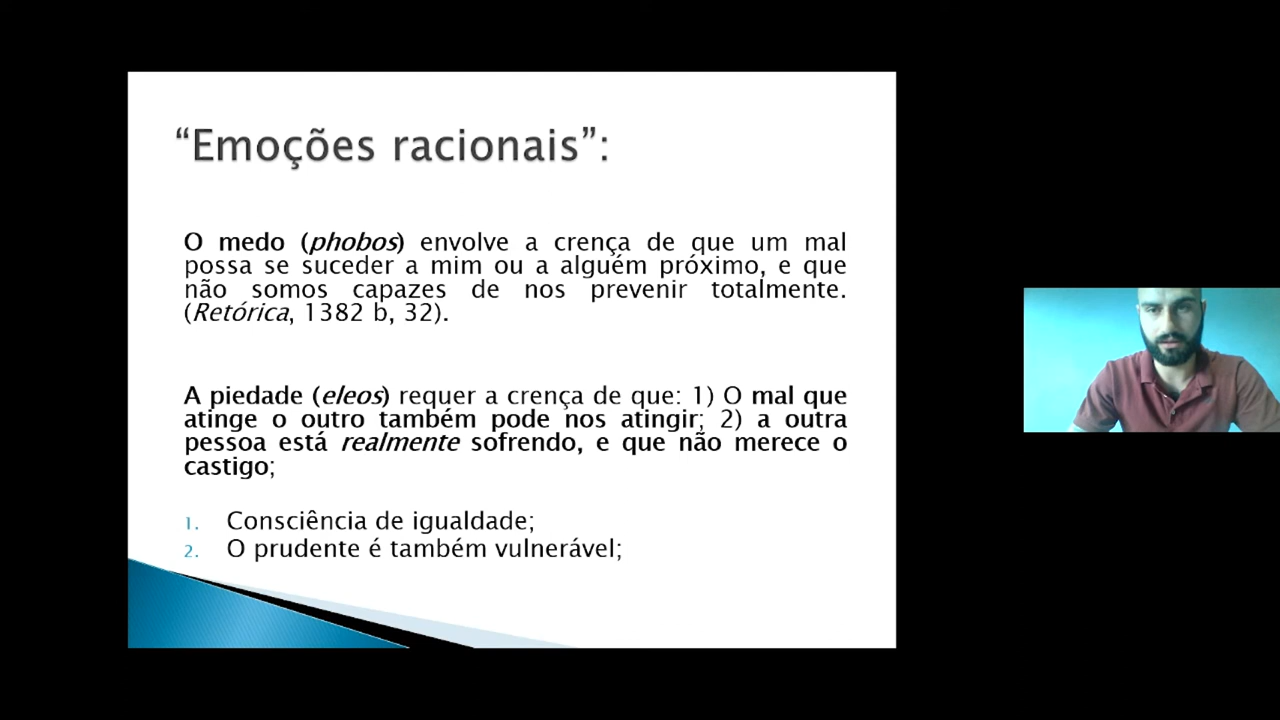 “Emoções racionais”:
O medo (phobos) envolve a crença de que um mal
possa se suceder a mim ou a alguém próximo, e que
não somos capazes de nos prevenir totalmente.
(Retórica, 1382 b, 32).
A piedade (eleos) requer a crença de que: 1) O mal que
atinge o outro também pode nos atingir; 2) a outra
pessoa está realmente sofrendo, e que não merece o
castigo;
1. Consciência de igualdade;
2. O prudente é também vulnerável;